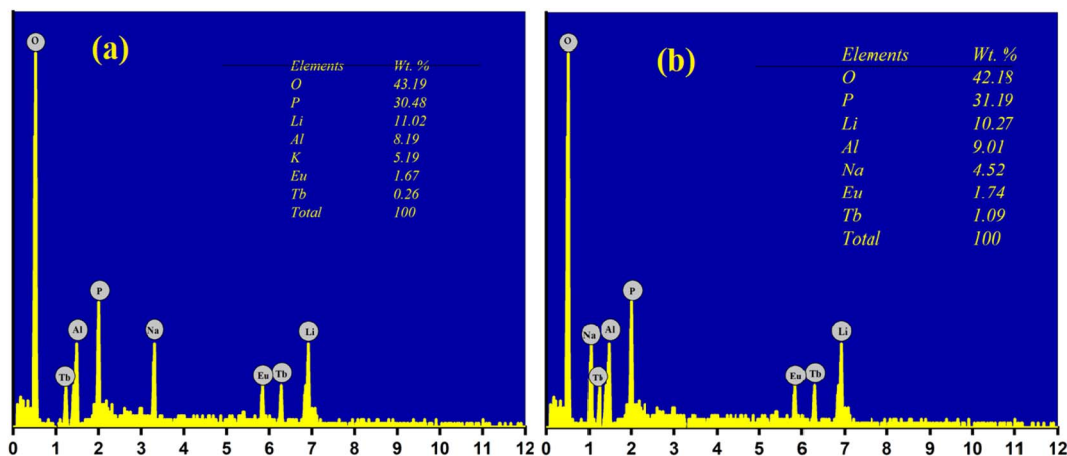 (a)
O
Elements Wt. %
O 43.19
P 30.48
Li 11.02
Al 8.19
K 5.19
Eu 1.67
Tb 0.26
Total 100
P
Al
Na
Li
Tb
Eu
Tb
0 1 2 3 4 5 6 7 8 9 10 11 12
(b)
O
Elements Wt. %
O 42.18
P 31.19
Li 10.27
Al 9.01
Na 4.52
Eu 1.74
Tb 1.09
Total 100
P
Na
Al
Li
Tb
Eu
Tb
0 1 2 3 4 5 6 7 8 9 10 11 12